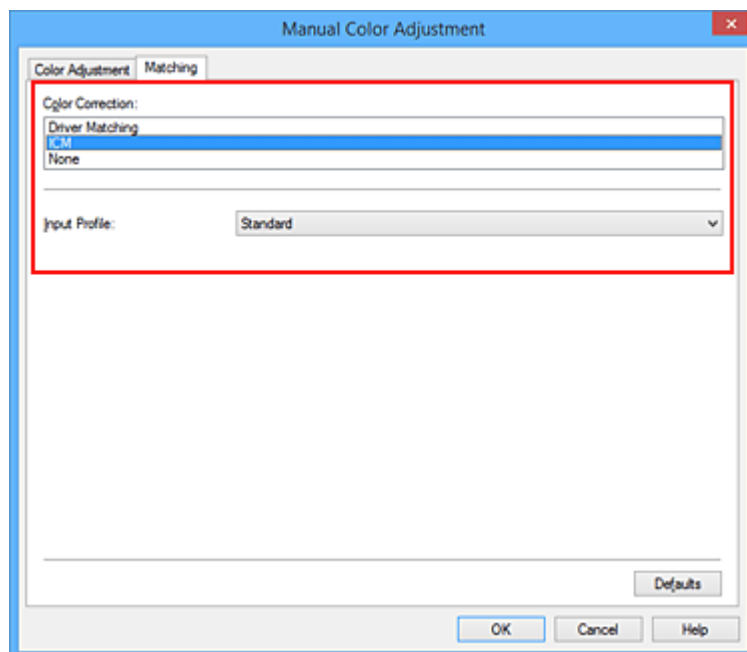 Manual Color Adjustment
Color Adjustment Matching
Color Correction:
Driver Matching
ICM
None
Input Profile: Standard
Defaults
OK Cancel Help